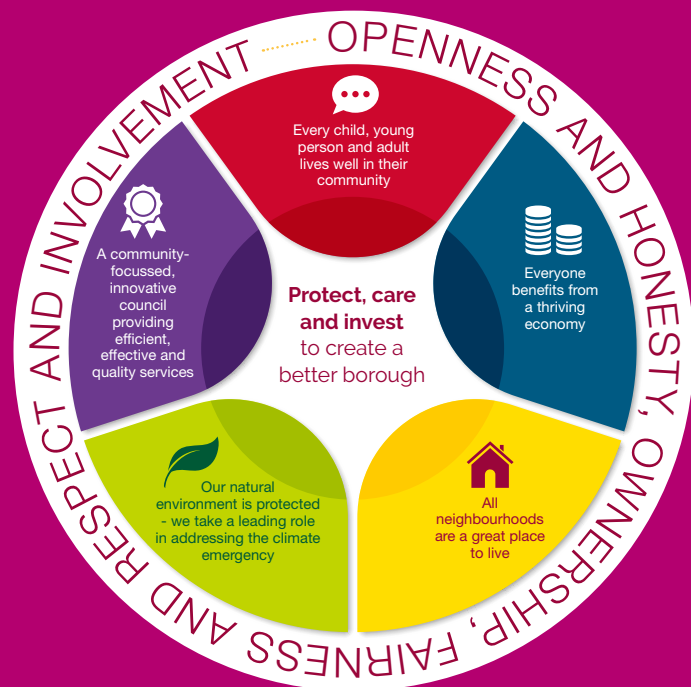 OPENNESS AND HONESTY, OWNERSHIP, FAIRNESS AND RESPECT AND INVOLVEMENT
Every child, young
person and adult
lives well in their
community
Everyone
benefits from
a thriving
economy
All
neighbourhoods
are a great place
to live
Our natural
environment is protected
- we take a leading role
in addressing the climate
emergency
A community-
focussed,
innovative
council
providing
efficient,
effective and
quality services
Protect, care
and invest
to create a
better borough